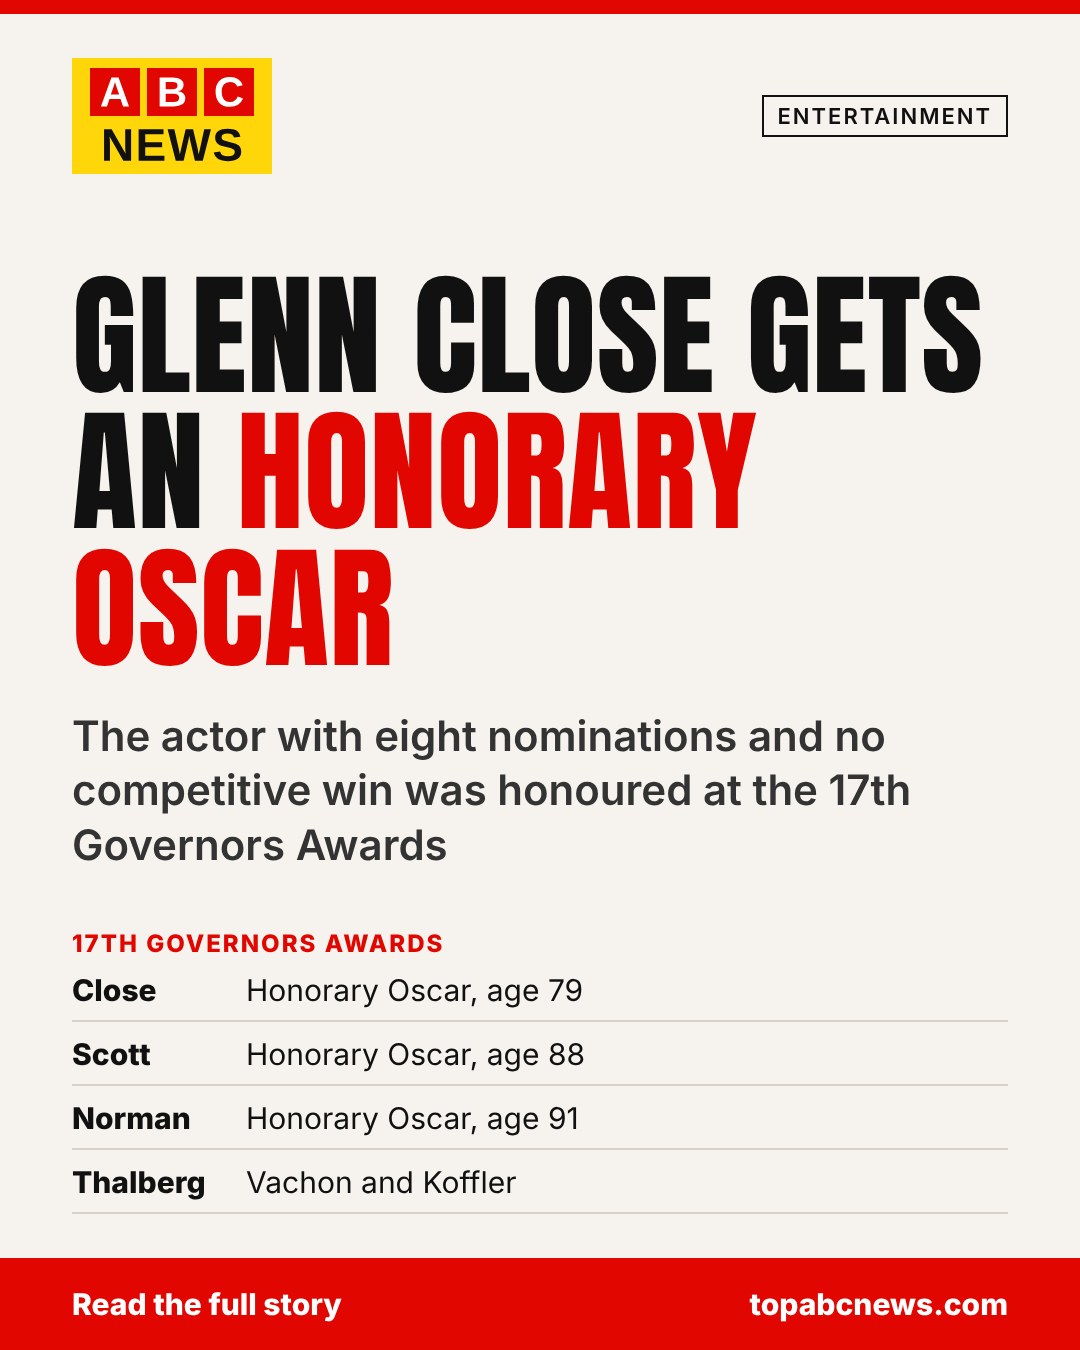 ABC
NEWS
ENTERTAINMENT
GLENN CLOSE GETS
AN HONORARY
OSCAR
The actor with eight nominations and no
competitive win was honoured at the 17th
Governors Awards
17TH GOVERNORS AWARDS
Close Honorary Oscar, age 79
Scott Honorary Oscar, age 88
Norman Honorary Oscar, age 91
Thalberg Vachon and Koffler
Read the full story topabcnews.com